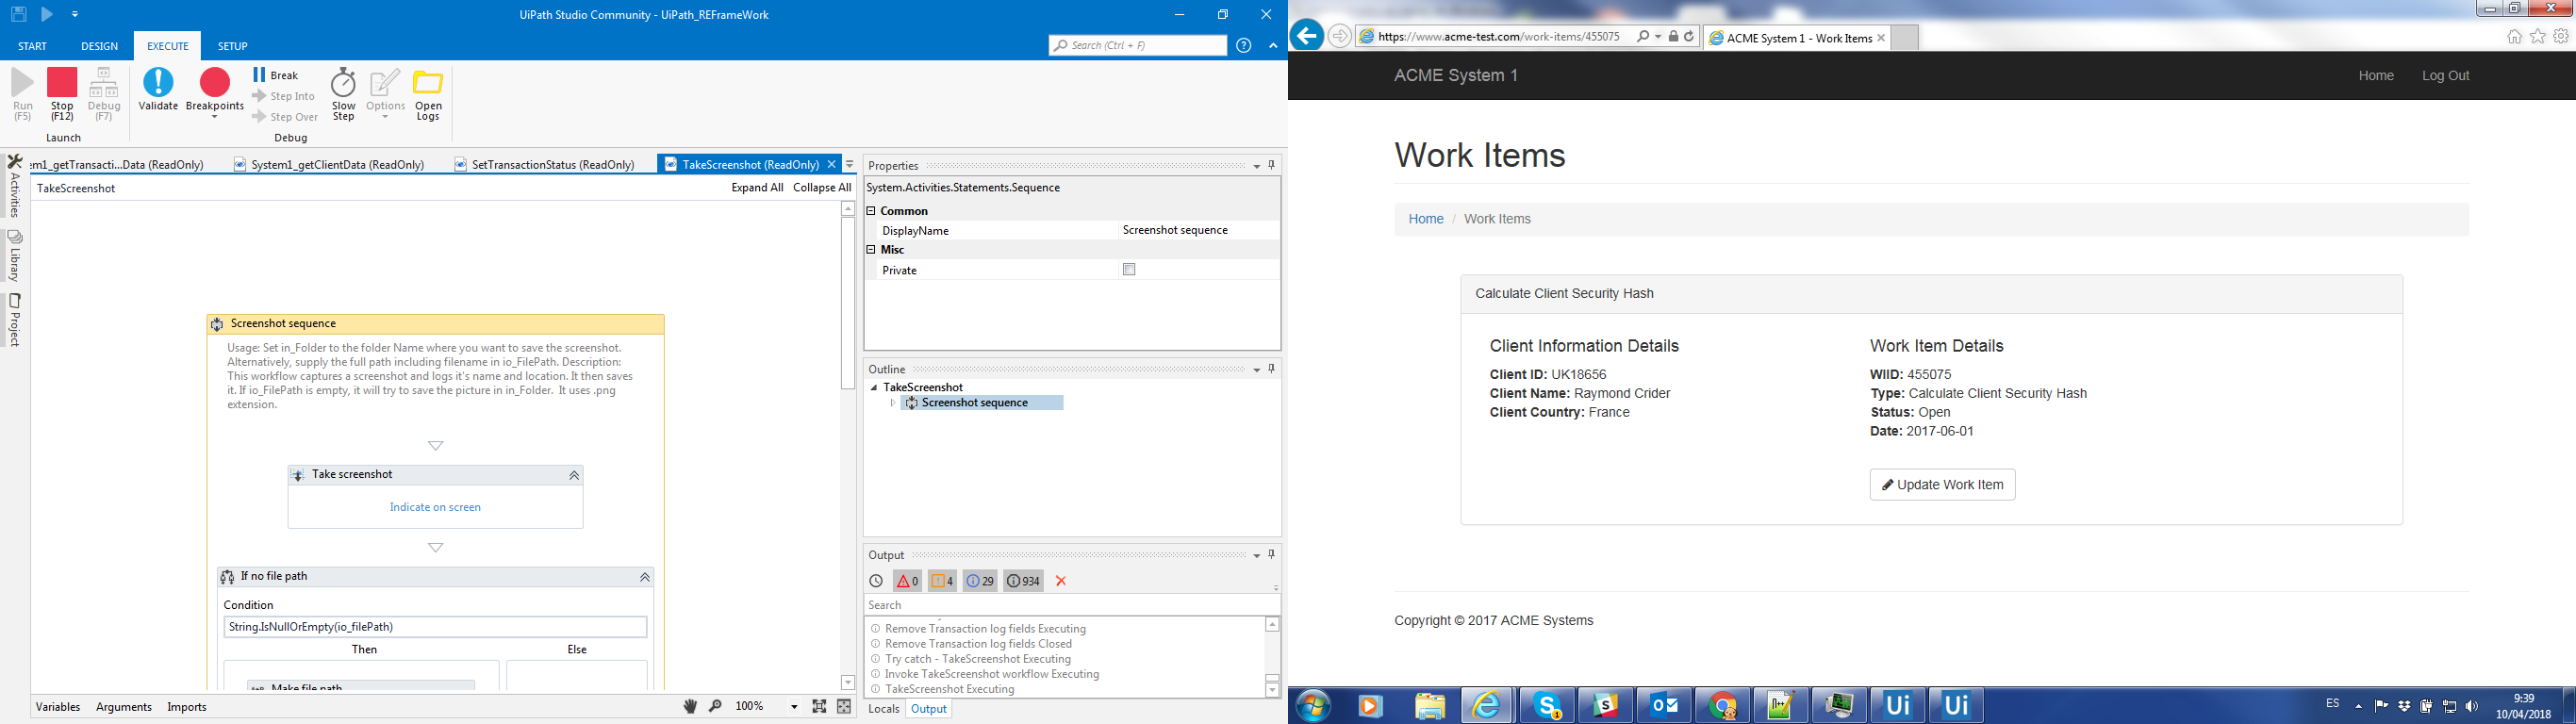 UiPath Studio Community - UiPath_REFrameWork
START DESIGN EXECUTE SETUP
Search (Ctrl + F)
Run (F5)
Stop (F12)
Debug (F7)
Launch
Validate
Breakpoints
Break
Step Into
Step Over
Slow Step
Options
Open Logs
Debug
Activities
Library
Project
em1_getTransacti...Data (ReadOnly) System1_getClientData (ReadOnly) SetTransactionStatus (ReadOnly) TakeScreenshot (ReadOnly)
TakeScreenshot Expand All Collapse All
Screenshot sequence
Usage: Set in_Folder to the folder Name where you want to save the screenshot.
Alternatively, supply the full path including filename in io_FilePath. Description:
This workflow captures a screenshot and logs it's name and location. It then saves
it. If io_FilePath is empty, it will try to save the picture in in_Folder. It uses .png
extension.
Take screenshot
Indicate on screen
If no file path
Condition
String.IsNullOrEmpty(io_filePath)
Then Else
Make file path
Variables Arguments Imports 100%
Properties
System.Activities.Statements.Sequence
Common
DisplayName Screenshot sequence
Misc
Private
Outline
TakeScreenshot
Screenshot sequence
Output
0 4 29 934
Search
Remove Transaction log fields Executing
Remove Transaction log fields Closed
Try catch - TakeScreenshot Executing
Invoke TakeScreenshot workflow Executing
TakeScreenshot Executing
Locals Output
https://www.acme-test.com/work-items/455075
ACME System 1 - Work Items
ACME System 1 Home Log Out
Work Items
Home / Work Items
Calculate Client Security Hash
Client Information Details
Client ID: UK18656
Client Name: Raymond Crider
Client Country: France
Work Item Details
WIID: 455075
Type: Calculate Client Security Hash
Status: Open
Date: 2017-06-01
Update Work Item
Copyright © 2017 ACME Systems
ES
9:39
10/04/2018